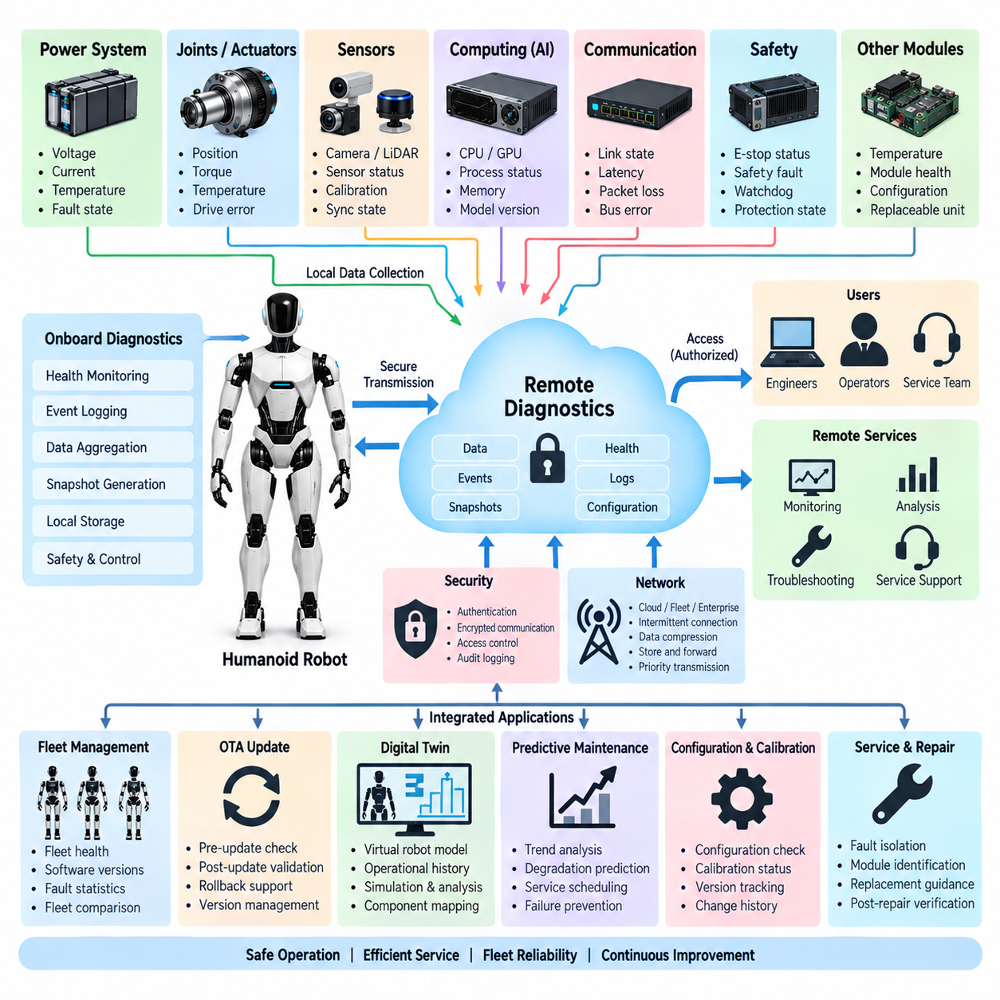 Power System
• Voltage
• Current
• Temperature
• Fault state
Joints / Actuators
• Position
• Torque
• Temperature
• Drive error
Sensors
• Camera / LiDAR
• Sensor status
• Calibration
• Sync state
Computing (AI)
• CPU / GPU
• Process status
• Memory
• Model version
Communication
• Link state
• Latency
• Packet loss
• Bus error
Safety
• E-stop status
• Safety fault
• Watchdog
• Protection state
Other Modules
• Temperature
• Module health
• Configuration
• Replaceable unit
Local Data Collection
Onboard Diagnostics
Health Monitoring
Event Logging
Data Aggregation
Snapshot Generation
Local Storage
Safety & Control
Humanoid Robot
Secure
Transmission
Remote
Diagnostics
Data
Events
Snapshots
Health
Logs
Configuration
Access
(Authorized)
Users
Engineers
Operators
Service Team
Remote Services
Monitoring
Analysis
Troubleshooting
Service Support
Security
• Authentication
• Encrypted communication
• Access control
• Audit logging
Network
• Cloud / Fleet / Enterprise
• Intermittent connection
• Data compression
• Store and forward
• Priority transmission
Integrated Applications
Fleet Management
• Fleet health
• Software versions
• Fault statistics
• Fleet comparison
OTA Update
• Pre-update check
• Post-update validation
• Rollback support
• Version management
Digital Twin
• Virtual robot model
• Operational history
• Simulation & analysis
• Component mapping
Predictive Maintenance
• Trend analysis
• Degradation prediction
• Service scheduling
• Failure prevention
Configuration & Calibration
• Configuration check
• Calibration status
• Version tracking
• Change history
Service & Repair
• Fault isolation
• Module identification
• Replacement guidance
• Post-repair verification
Safe Operation | Efficient Service | Fleet Reliability | Continuous Improvement